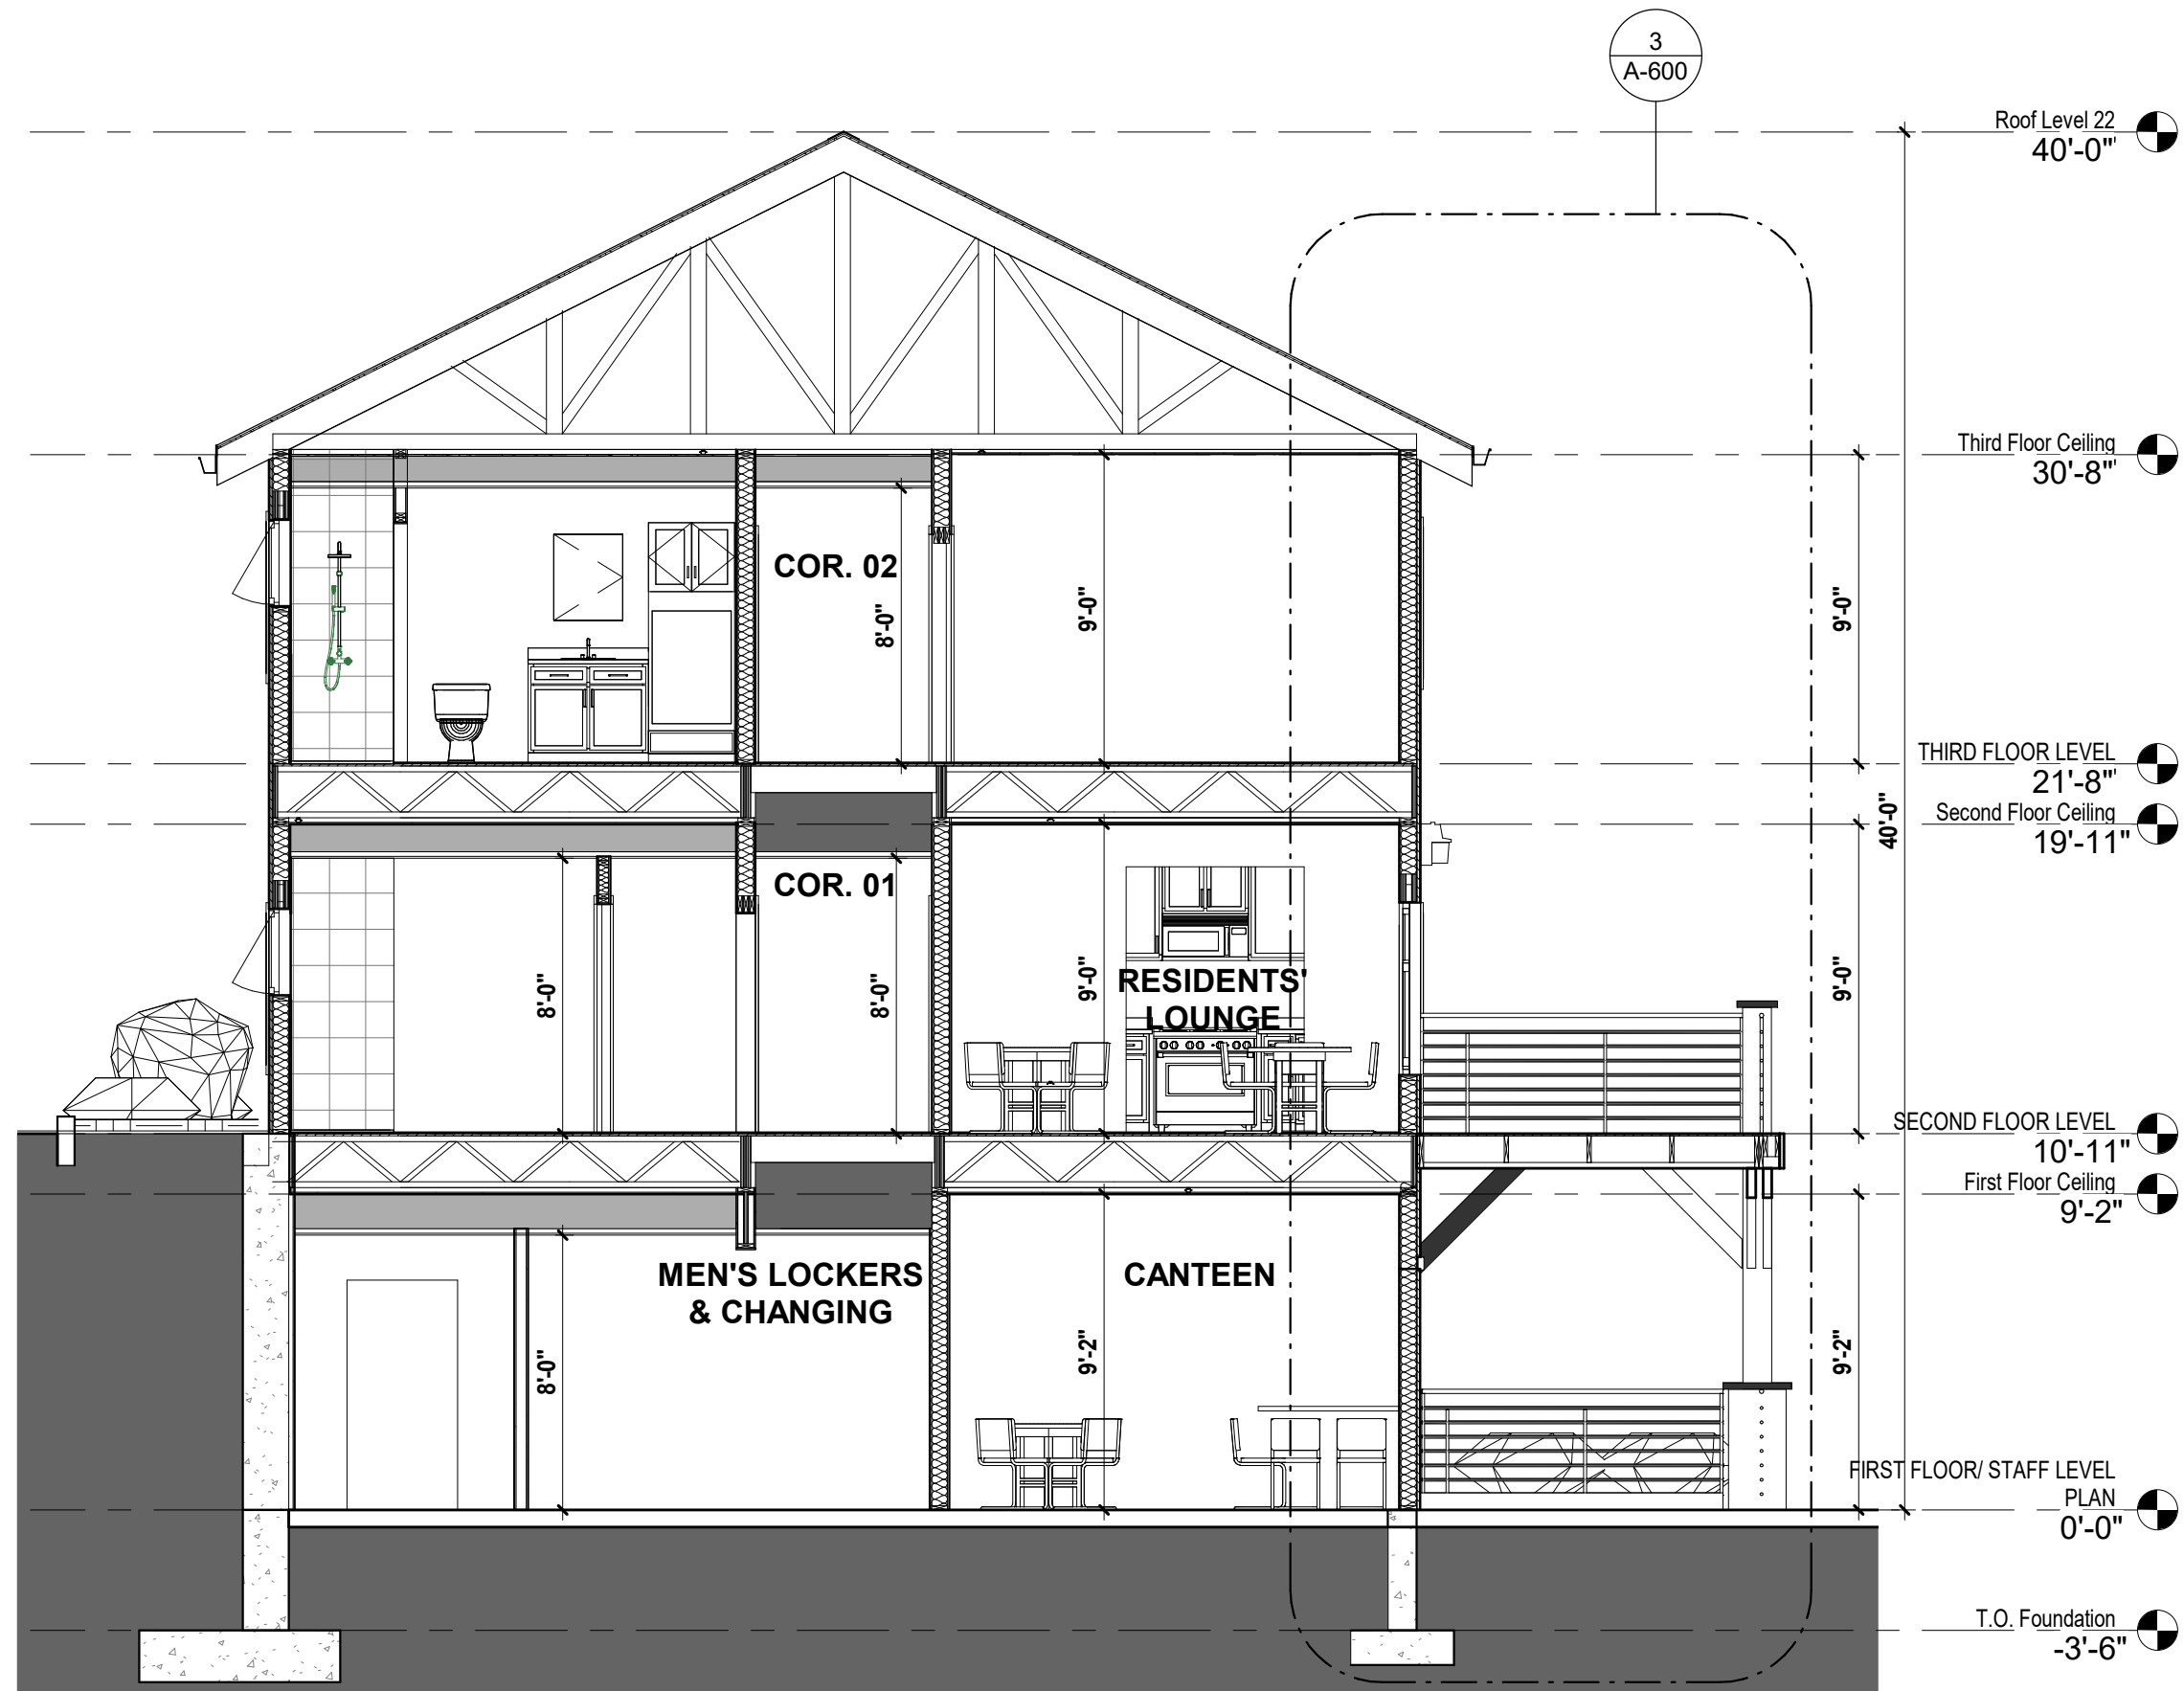 3
A-600
Roof Level 22
40'-0"
Third Floor Ceiling
30'-8"
COR. 02
8'-0"
9'-0"
9'-0"
THIRD FLOOR LEVEL
21'-8"
Second Floor Ceiling
19'-11"
40'-0"
COR. 01
8'-0"
8'-0"
9'-0"
RESIDENTS'
LOUNGE
9'-0"
SECOND FLOOR LEVEL
10'-11"
First Floor Ceiling
9'-2"
MEN'S LOCKERS
& CHANGING
CANTEEN
8'-0"
9'-2"
9'-2"
FIRST FLOOR/ STAFF LEVEL
PLAN
0'-0"
T.O. Foundation
-3'-6"